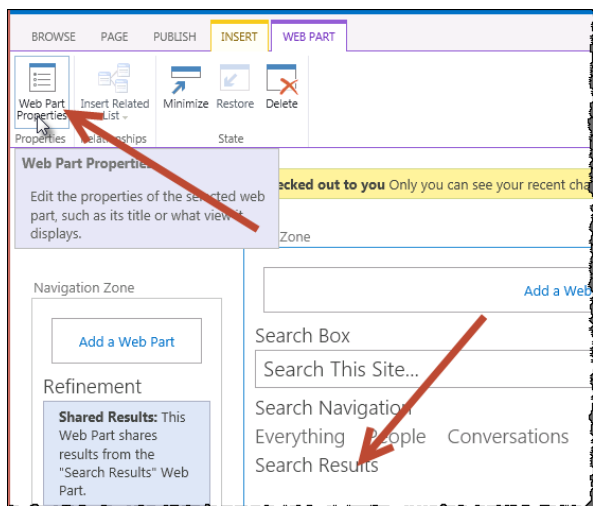 BROWSE PAGE PUBLISH INSERT WEB PART
Web Part Properties
Insert Related List
Minimize Restore Delete
Properties Relationships State
Web Part Properties
Edit the properties of the selected web
part, such as its title or what view it
displays.
ecked out to you Only you can see your recent cha
Zone
Navigation Zone
Add a Web Part
Refinement
Shared Results: This
Web Part shares
results from the
"Search Results" Web
Part.
Add a Web
Search Box
Search This Site...
Search Navigation
Everything People Conversations
Search Results